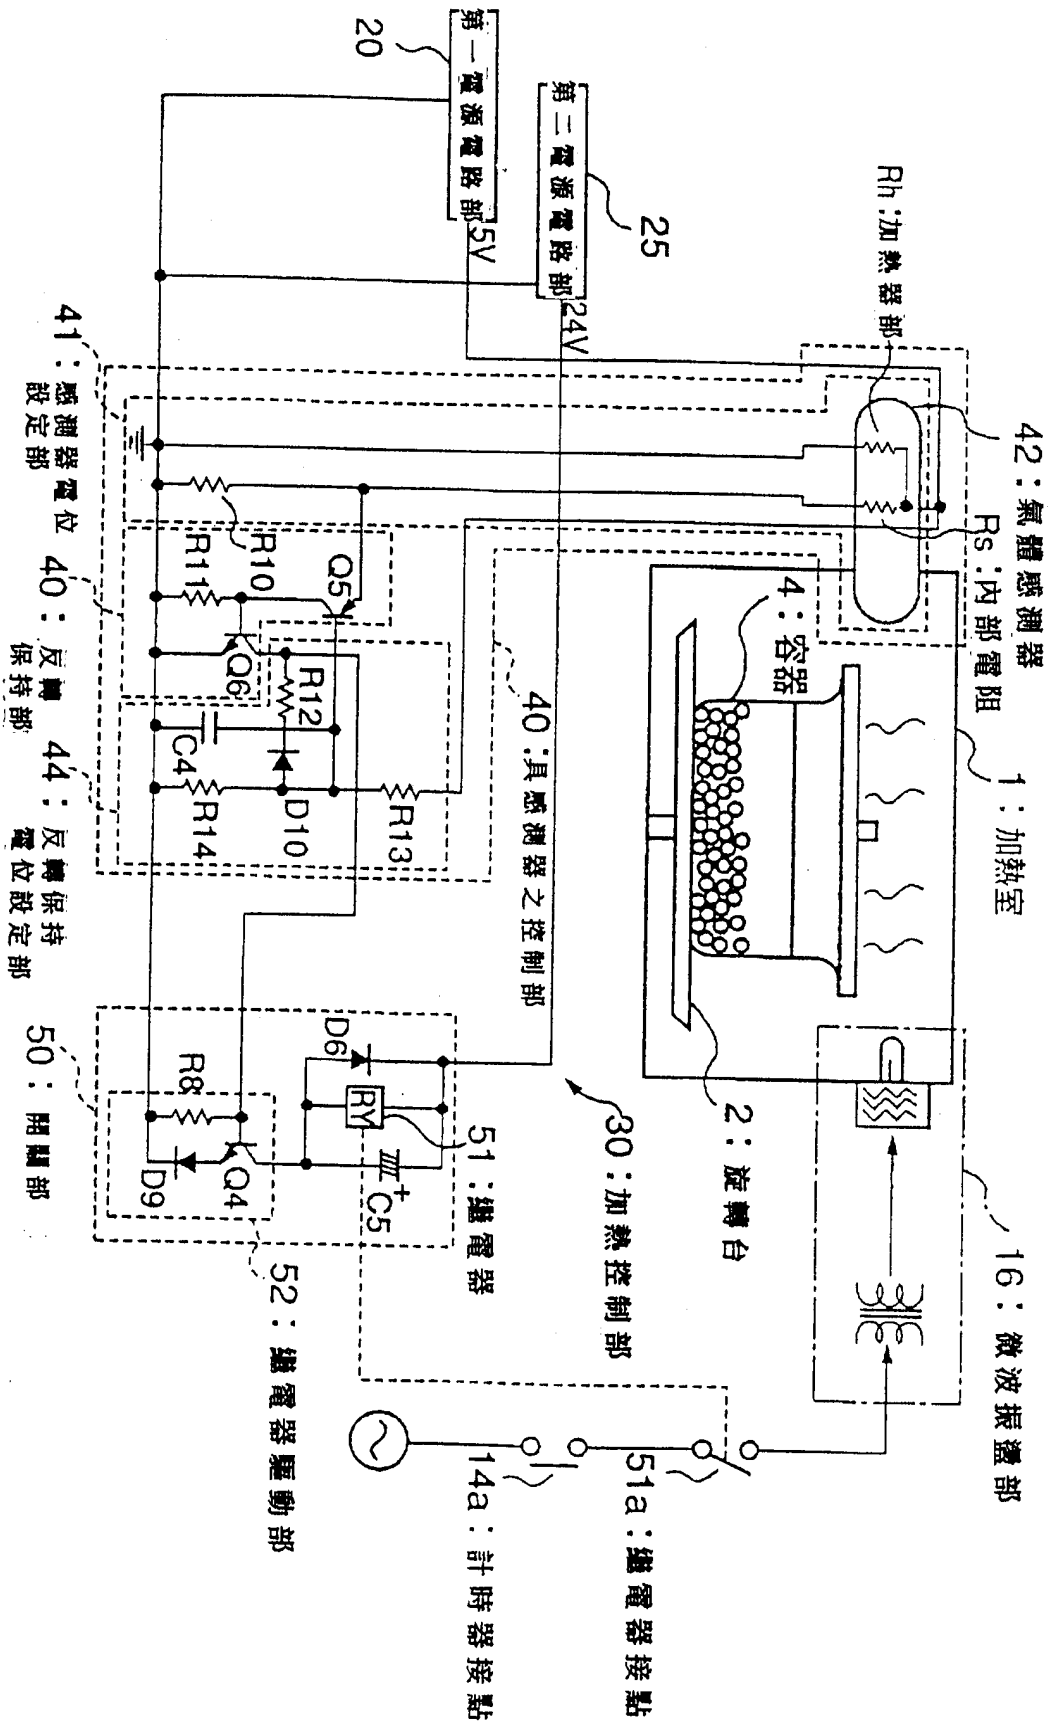 1：加熱室
42：氣體感測器
Rs：內部電阻
Rh：加熱器部
4：容器
2：旋轉台
16：微波振盪部
25
第二電源電路部
24V
20
第一電源電路部
5V
30：加熱控制部
40：具感測器之控制部
51a：繼電器接點
14a：計時器接點
51：繼電器
52：繼電器驅動部
R10
R11
Q5
Q6
R12
C4
D10
R13
R14
D6
RY
+
C5
R8
Q4
D9
41：感測器電位
設定部
40：反轉
保持部
44：反轉保持
電位設定部
50：開關部